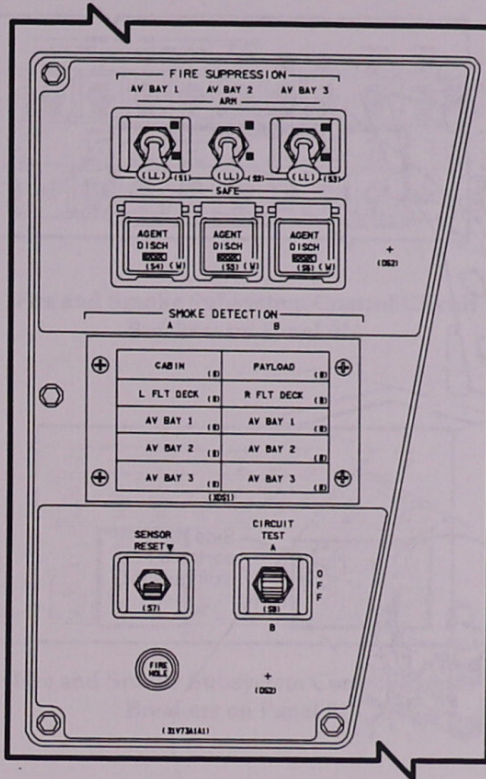 FIRE SUPPRESSION
AV BAY 1 AV BAY 2 AV BAY 3
ARM
(LL) (S1) (LL) (S2) (LL) (S3)
SAFE
AGENT DISCH (S4) (W)
AGENT DISCH (S5) (W)
AGENT DISCH (S6) (W)
(DS2)
SMOKE DETECTION
A B
CABIN PAYLOAD
L FLT DECK R FLT DECK
AV BAY 1 AV BAY 1
AV BAY 2 AV BAY 2
AV BAY 3 AV BAY 3
(XDS1)
SENSOR RESET
(S7)
CIRCUIT TEST
A
OFF
(S8)
B
FIRE HOLE
(DS2)
(31V73A1A1)